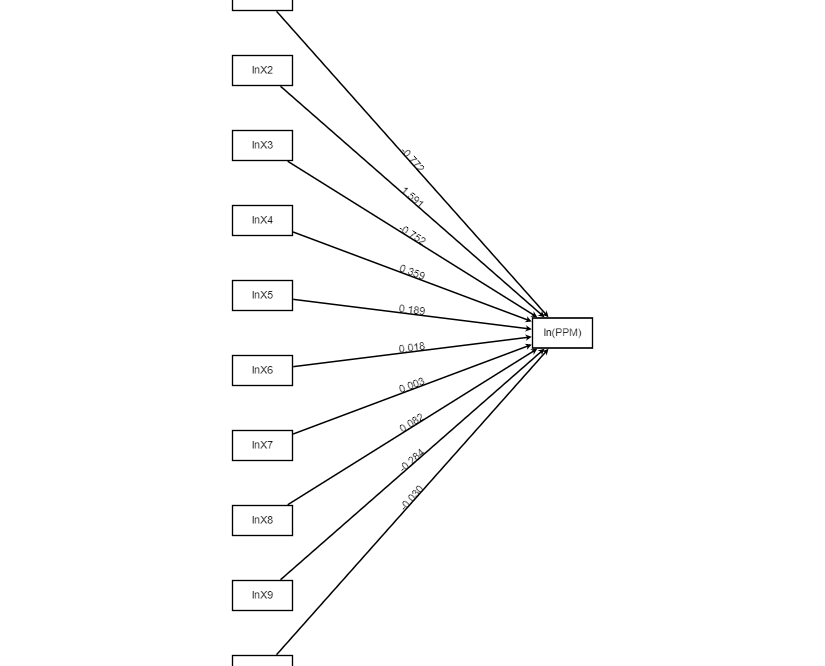 lnX2
lnX3
lnX4
lnX5
lnX6
lnX7
lnX8
lnX9
-0.772
1.591
-0.752
0.359
0.189
0.018
0.003
0.082
-0.284
-0.030
ln(PPM)